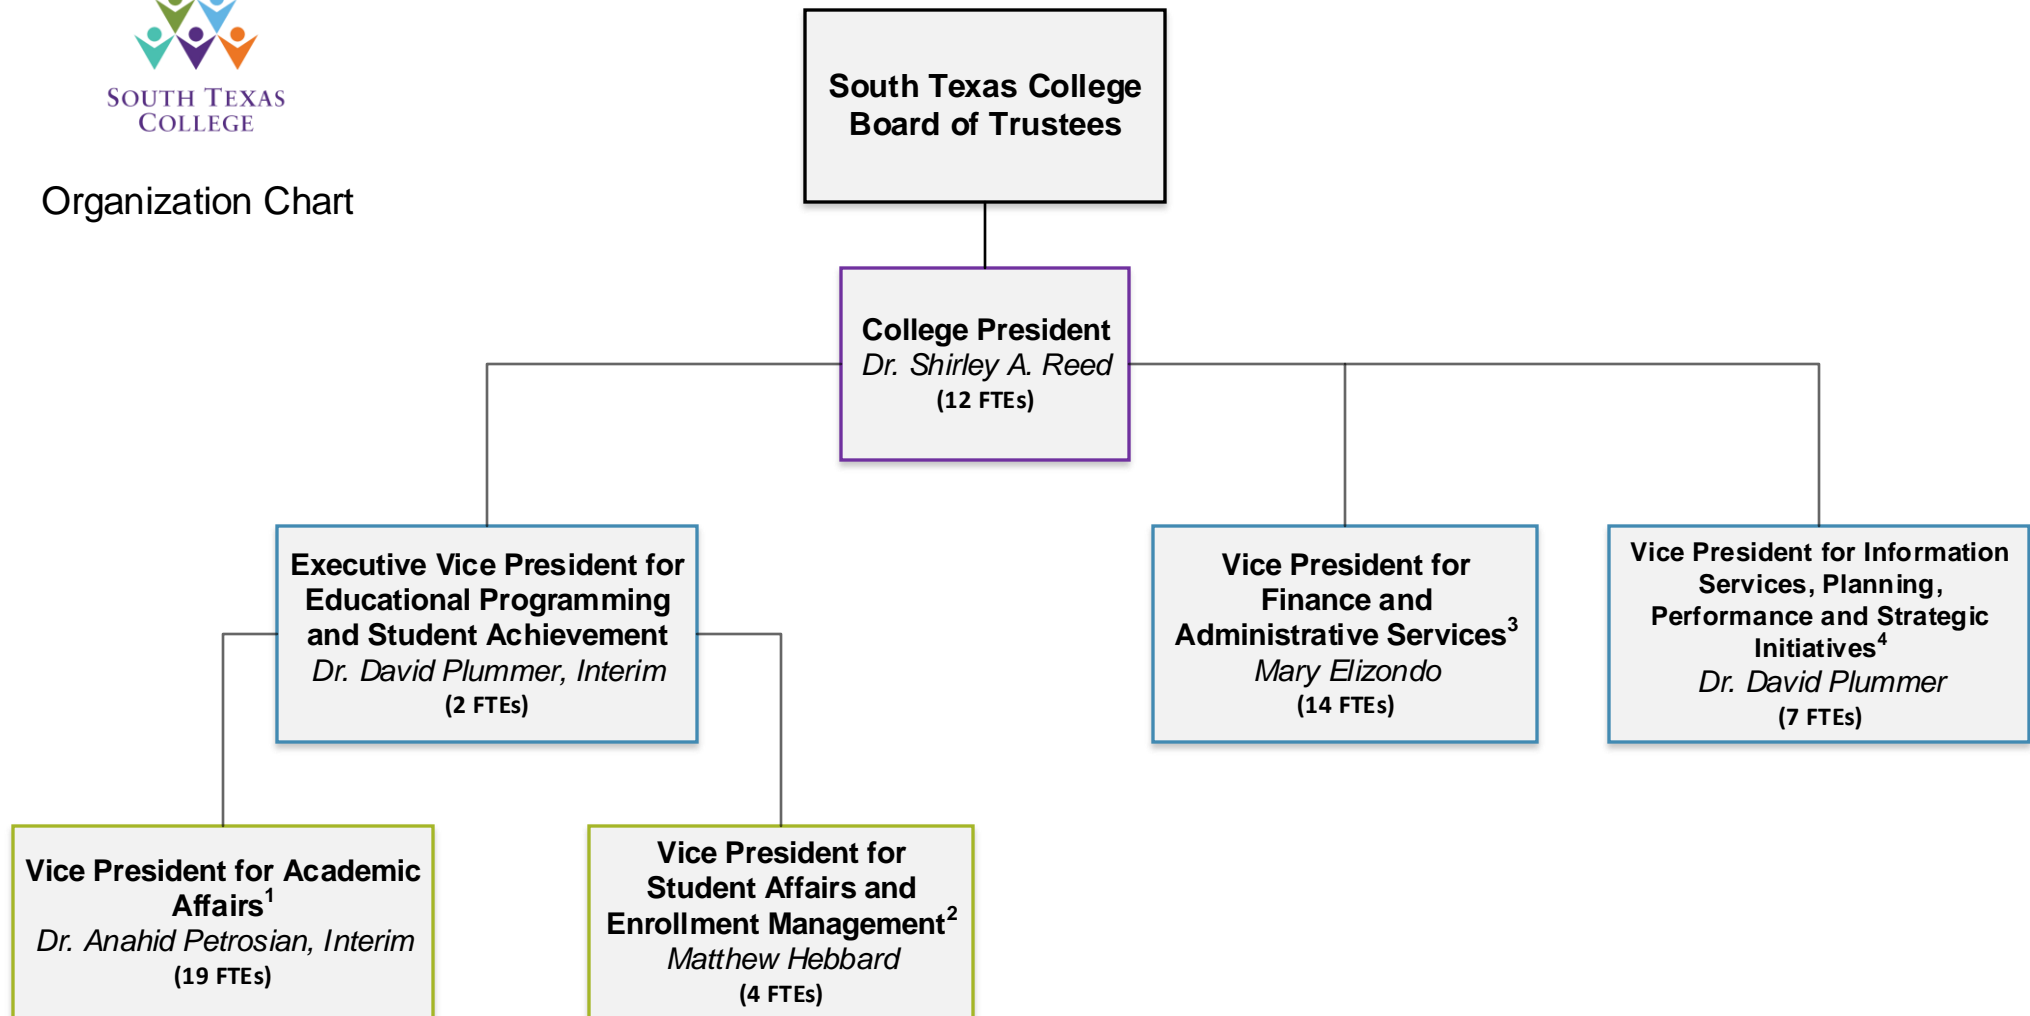 SOUTH TEXAS
COLLEGE
Organization Chart
South Texas College
Board of Trustees
College President
Dr. Shirley A. Reed
(12 FTEs)
Executive Vice President for
Educational Programming
and Student Achievement
Dr. David Plummer, Interim
(2 FTEs)
Vice President for
Finance and
Administrative Services³
Mary Elizondo
(14 FTEs)
Vice President for Information
Services, Planning,
Performance and Strategic
Initiatives⁴
Dr. David Plummer
(7 FTEs)
Vice President for Academic
Affairs¹
Dr. Anahid Petrosian, Interim
(19 FTEs)
Vice President for
Student Affairs and
Enrollment Management²
Matthew Hebbard
(4 FTEs)